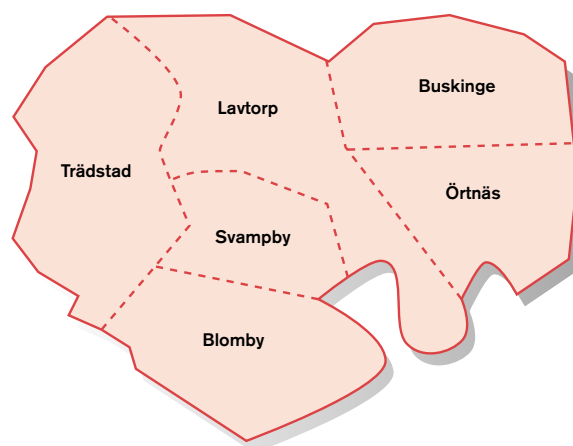 Buskinge
Lavtorp
Trädstad
Örtnäs
Svampby
Blomby